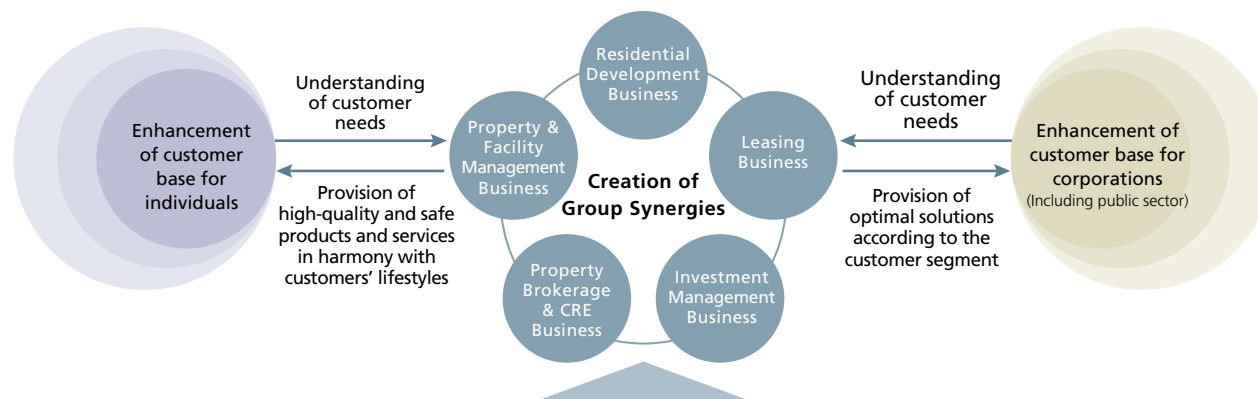 Enhancement
of customer
base for
individuals
Understanding
of customer
needs
Provision of
high-quality and safe
products and services
in harmony with
customers’ lifestyles
Residential
Development
Business
Property &
Facility
Management
Business
Leasing
Business
Creation of
Group Synergies
Property
Brokerage
& CRE
Business
Investment
Management
Business
Understanding
of customer
needs
Provision of
optimal solutions
according to the
customer segment
Enhancement of
customer base for
corporations
(Including public sector)